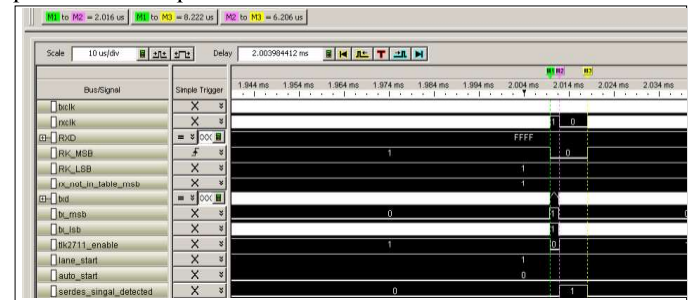 M1 to M2 = 2.016 us M1 to M3 = 8.222 us M2 to M3 = 6.206 us
Scale 10 us/div Delay 2.003984412 ms T
M1 M2 M3
Bus/Signal Simple Trigger 1.944 ms 1.954 ms 1.964 ms 1.974 ms 1.984 ms 1.994 ms 2.004 ms 2.014 ms 2.024 ms 2.034 ms
txclk X
rxclk X 1 0
RXD = XXX FFFF
RK_MSB 1 0
RK_LSB X 1
rx_not_in_table_msb X 1
txd = XXX
tx_msb X 0 1
tx_lsb X 1
tlk2711_enable X 1 0
lane_start X 1
auto_start X 0
serdes_singal_detected X 0 1